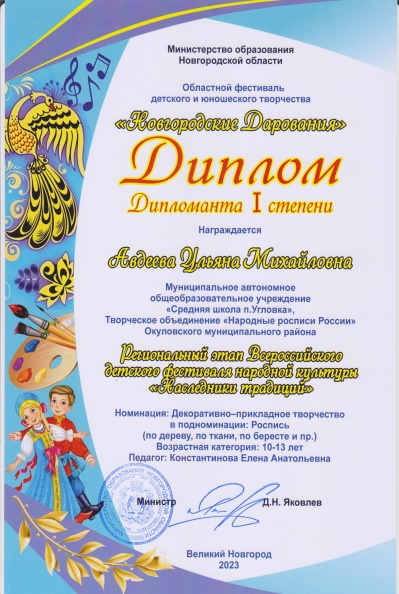 Министерство образования
Новгородской области
Областной фестиваль
детского и юношеского творчества
«Новгородские Дарования»
Диплом
Дипломанта I степени
Награждается
Авдеева Ульяна Михайловна
Муниципальное автономное
общеобразовательное учреждение
«Средняя школа п.Угловка»,
Творческое объединение «Народные росписи России»
Окуловского муниципального района
Региональный этап Всероссийского
детского фестиваля народной культуры
«Наследники традиций»
Номинация: Декоративно–прикладное творчество
в подноминации: Роспись
(по дереву, по ткани, по бересте и пр.)
Возрастная категория: 10-13 лет
Педагог: Константинова Елена Анатольевна
Министр Д.Н. Яковлев
Великий Новгород
2023